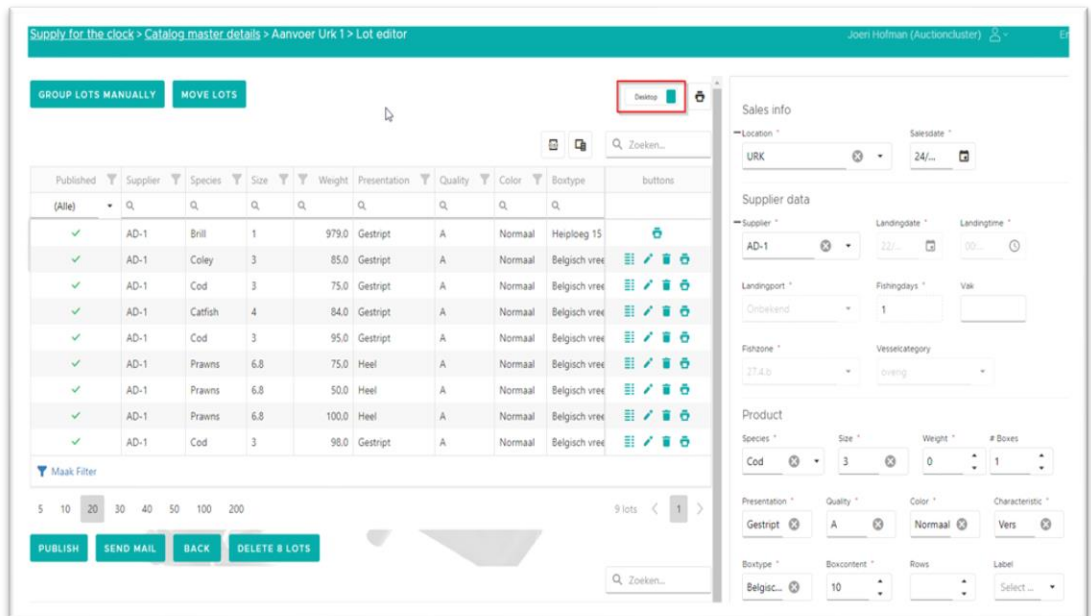 Supply for the clock > Catalog master details > Aanvoer Urk 1 > Lot editor
Joeri Hofman (Auctioncluster)
En
GROUP LOTS MANUALLY
MOVE LOTS
Desktop
Zoeken...
Published Supplier Species Size Weight Presentation Quality Color Boxtype buttons
(Alle)
AD-1 Brill 1 979.0 Gestript A Normaal Heiploeg 15
AD-1 Coley 3 85.0 Gestript A Normaal Belgisch vree
AD-1 Cod 3 75.0 Gestript A Normaal Belgisch vree
AD-1 Catfish 4 84.0 Gestript A Normaal Belgisch vree
AD-1 Cod 3 95.0 Gestript A Normaal Belgisch vree
AD-1 Prawns 6.8 75.0 Heel A Normaal Belgisch vree
AD-1 Prawns 6.8 50.0 Heel A Normaal Belgisch vree
AD-1 Prawns 6.8 100.0 Heel A Normaal Belgisch vree
AD-1 Cod 3 98.0 Gestript A Normaal Belgisch vree
Maak Filter
5 10 20 30 40 50 100 200
9 lots < 1 >
PUBLISH
SEND MAIL
BACK
DELETE 8 LOTS
Zoeken...
Sales info
Location * Salesdate *
URK 24/...
Supplier data
Supplier * Landingdate * Landingtime *
AD-1 22/... 00:...
Landingport * Fishingdays * Vak
Onbekend 1
Fishzone * Vesselcategory
27.4.b overig
Product
Species * Size * Weight * # Boxes
Cod 3 0 1
Presentation * Quality * Color * Characteristic *
Gestript A Normaal Vers
Boxtype * Boxcontent * Rows Label
Belgisc... 10 Select ...